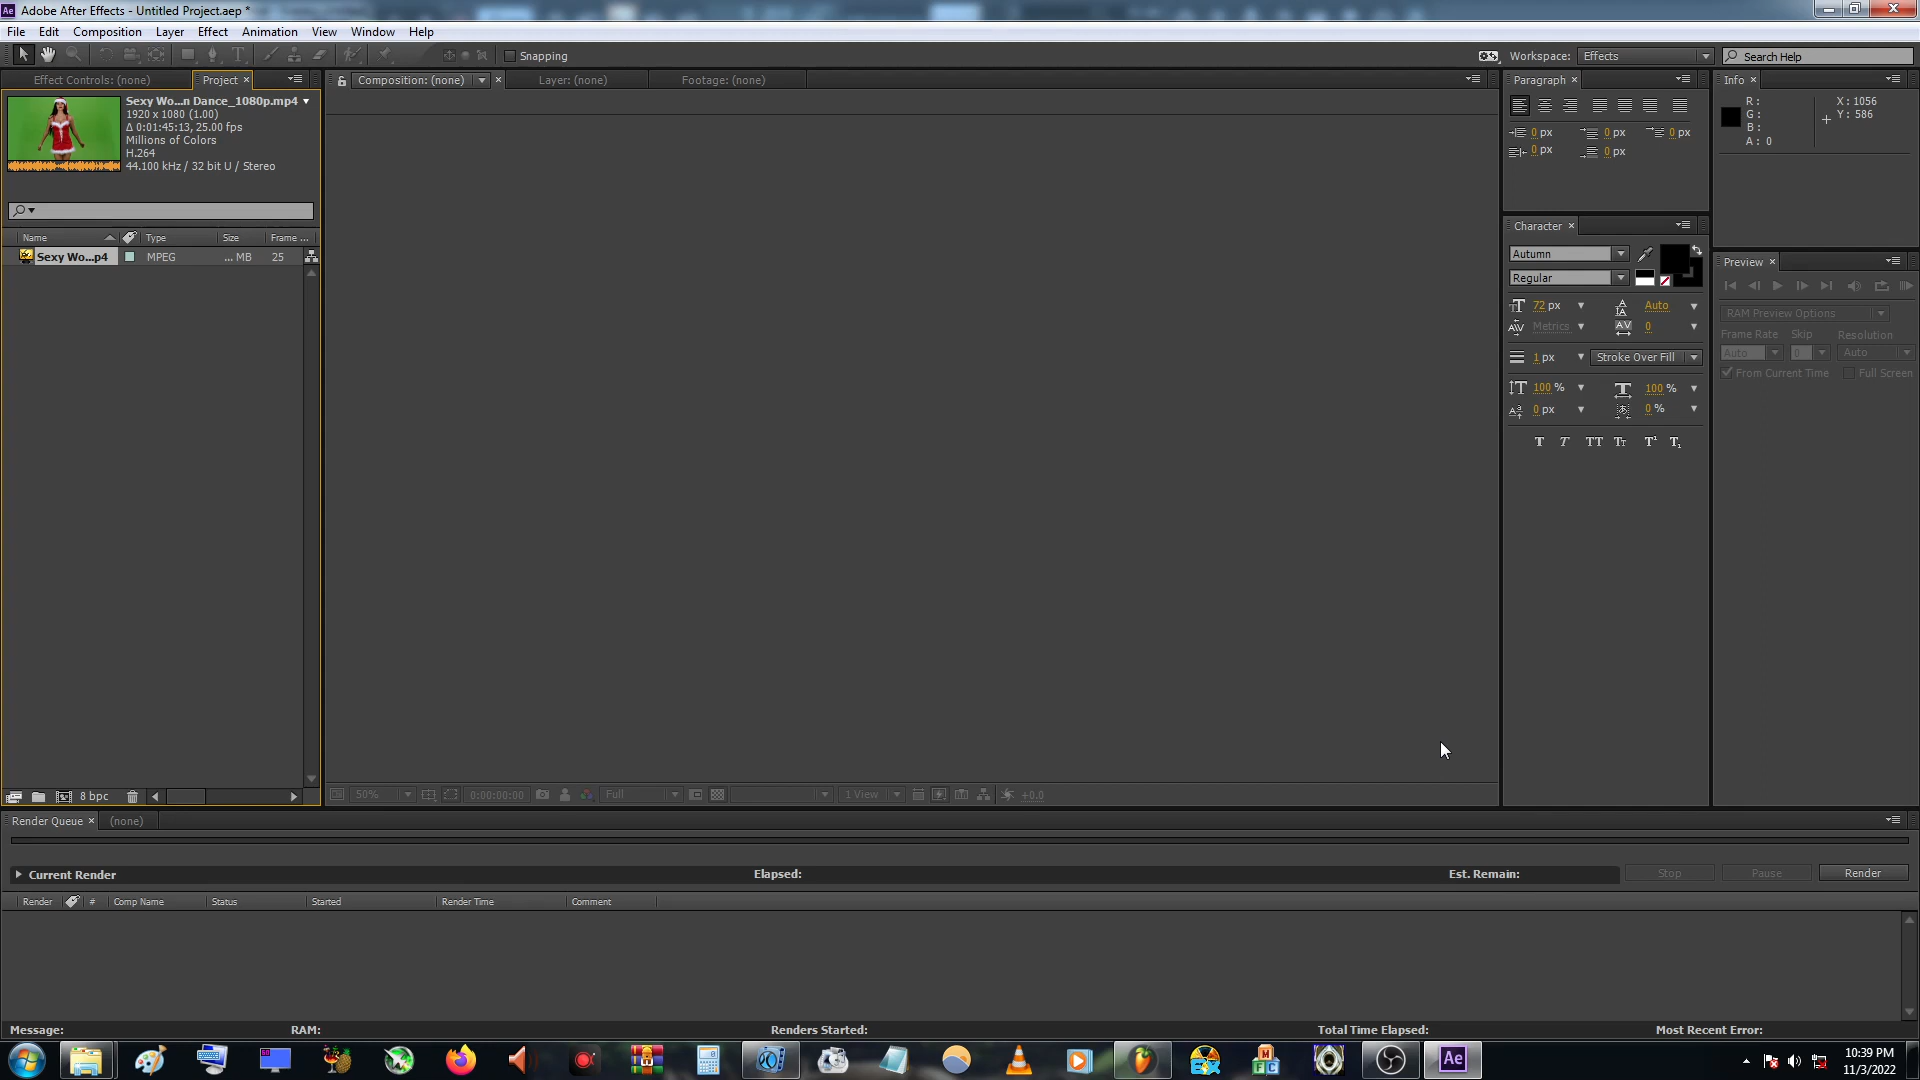 Adobe After Effects - Untitled Project.aep *
File Edit Composition Layer Effect Animation View Window Help
Snapping
Workspace: Effects
Search Help
Effect Controls: (none)
Project
Composition: (none)
Layer: (none)
Footage: (none)
Paragraph
Info
Sexy Wo...n Dance_1080p.mp4
1920 x 1080 (1.00)
Δ 0:01:45:13, 25.00 fps
Millions of Colors
H.264
44.100 kHz / 32 bit U / Stereo
0 px 0 px 0 px
0 px 0 px
R: X: 1056
G: Y: 586
B:
A: 0
Name Type Size Frame ...
Sexy Wo...p4 MPEG ... MB 25
Character
Autumn
Regular
72 px Auto
Metrics 0
1 px Stroke Over Fill
100 % 100 %
0 px 0 %
T T TT Tt T¹ T₁
Preview
RAM Preview Options
Frame Rate Skip Resolution
Auto 0 Auto
From Current Time Full Screen
8 bpc
50% 0:00:00:00 Full 1 View +0.0
Render Queue (none)
Current Render Elapsed: Est. Remain: Stop Pause Render
Render # Comp Name Status Started Render Time Comment
Message: RAM: Renders Started: Total Time Elapsed: Most Recent Error:
Ae
10:39 PM
11/3/2022